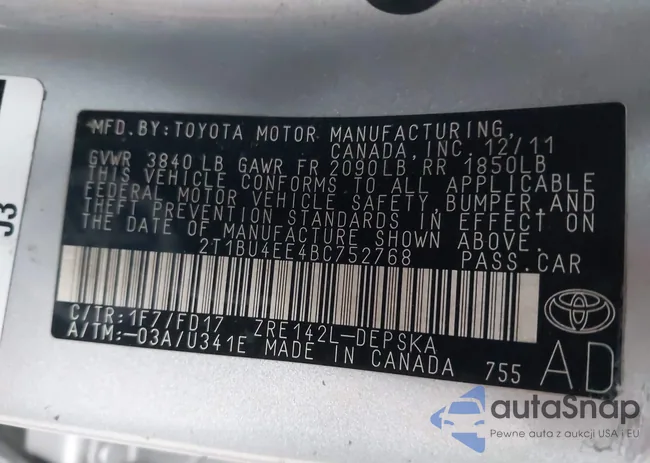 MFD.BY:TOYOTA MOTOR MANUFACTURING,
CANADA, INC. 12/11
GVWR 3840 LB GAWR FR 2090LB RR 1850LB
THIS VEHICLE CONFORMS TO ALL APPLICABLE
FEDERAL MOTOR VEHICLE SAFETY, BUMPER, AND
THEFT PREVENTION STANDARDS IN EFFECT ON
THE DATE OF MANUFACTURE SHOWN ABOVE.
2T1BU4EE4BC752768 PASS.CAR
C/TR:1F7/FD17 ZRE142L-DEPSKA
A/TM:-03A/U341E MADE IN CANADA 755
AD
J3
autaSnap
Pewne auta z aukcji USA i EU